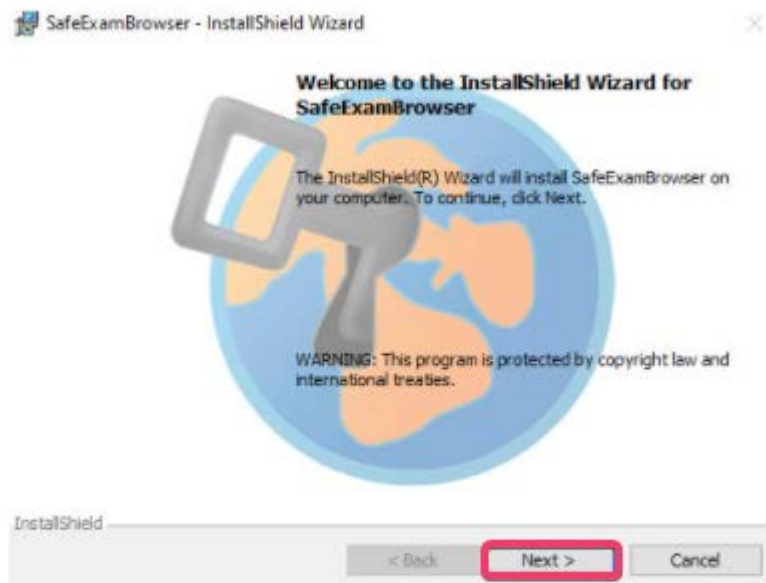 SafeExamBrowser - InstallShield Wizard
Welcome to the InstallShield Wizard for
SafeExamBrowser
The InstallShield(R) Wizard will install SafeExamBrowser on
your computer. To continue, click Next.
WARNING: This program is protected by copyright law and
international treaties.
InstallShield
< Back Next > Cancel